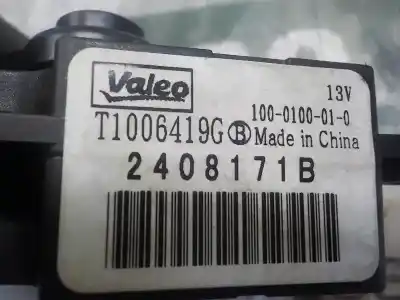 Valeo
13V
100-0100-01-0
T1006419G Ⓑ Made in China
2408171B